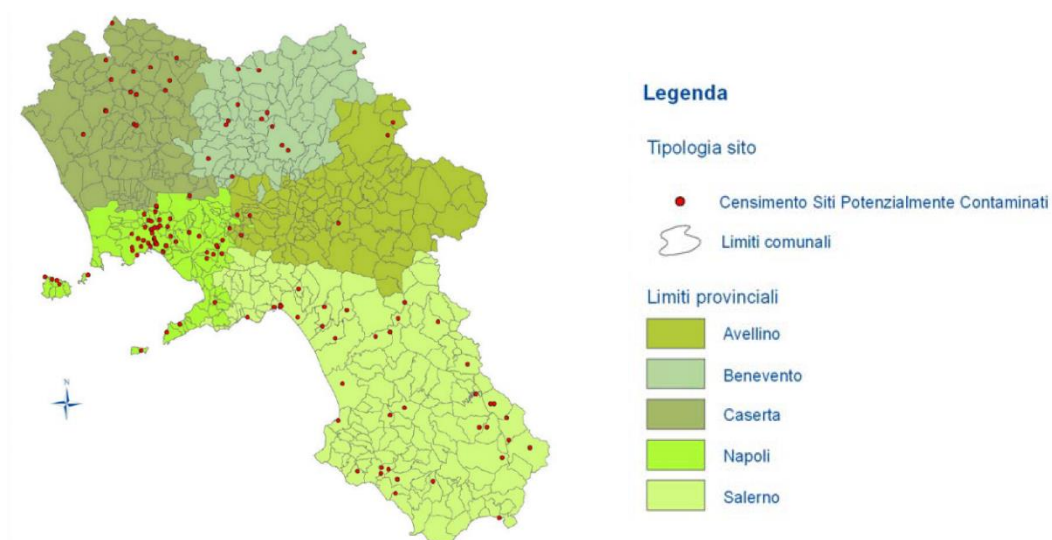 Legenda
Tipologia sito
Censimento Siti Potenzialmente Contaminati
Limiti comunali
Limiti provinciali
Avellino
Benevento
Caserta
Napoli
Salerno
N